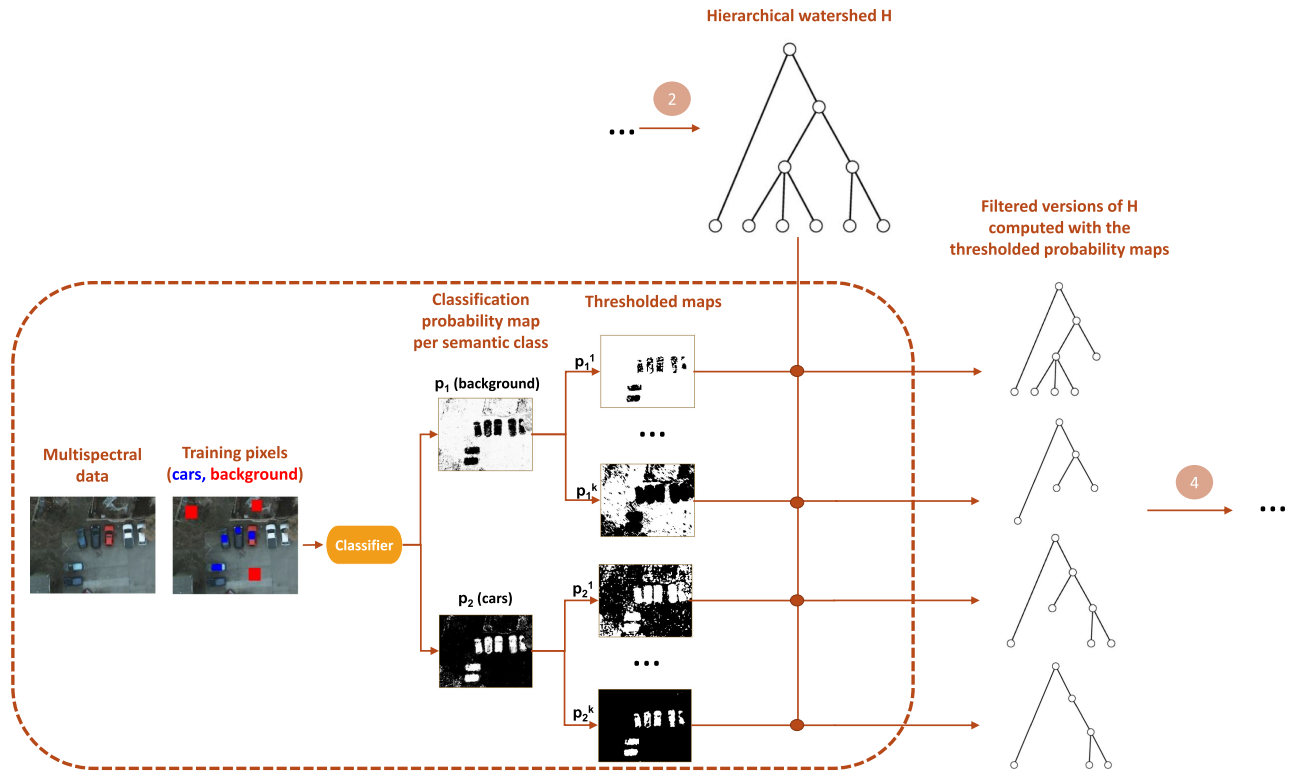 Hierarchical watershed H
2
...
Filtered versions of H
computed with the
thresholded probability maps
Classification
probability map
per semantic class
Thresholded maps
p₁¹
p₁ (background)
...
Multispectral
data
Training pixels
(cars, background)
p₁ᵏ
4
...
Classifier
p₂ (cars)
p₂¹
...
p₂ᵏ